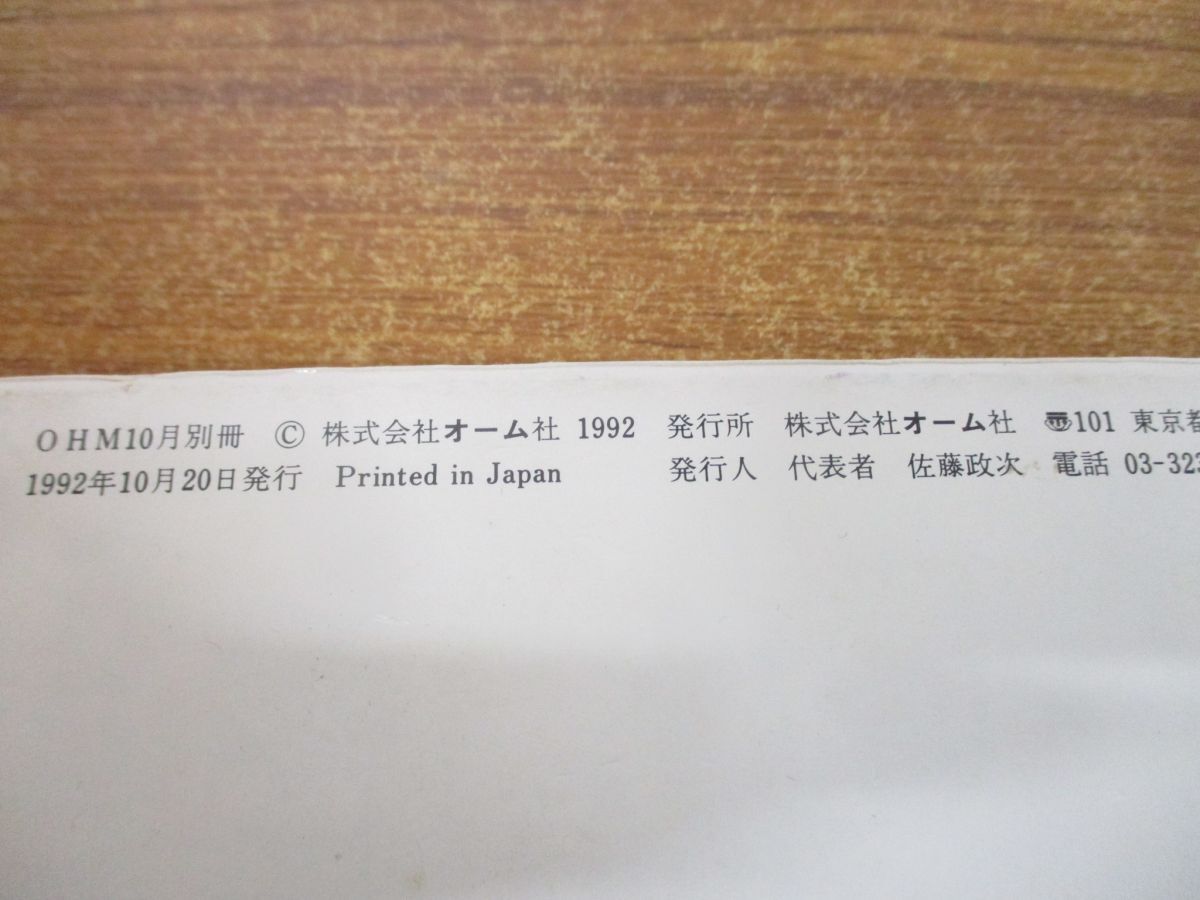 OHM10月別冊 © 株式会社オーム社 1992 発行所 株式会社オーム社 〠101 東京都
1992年10月20日発行 Printed in Japan 発行人 代表者 佐藤政次 電話 03-323